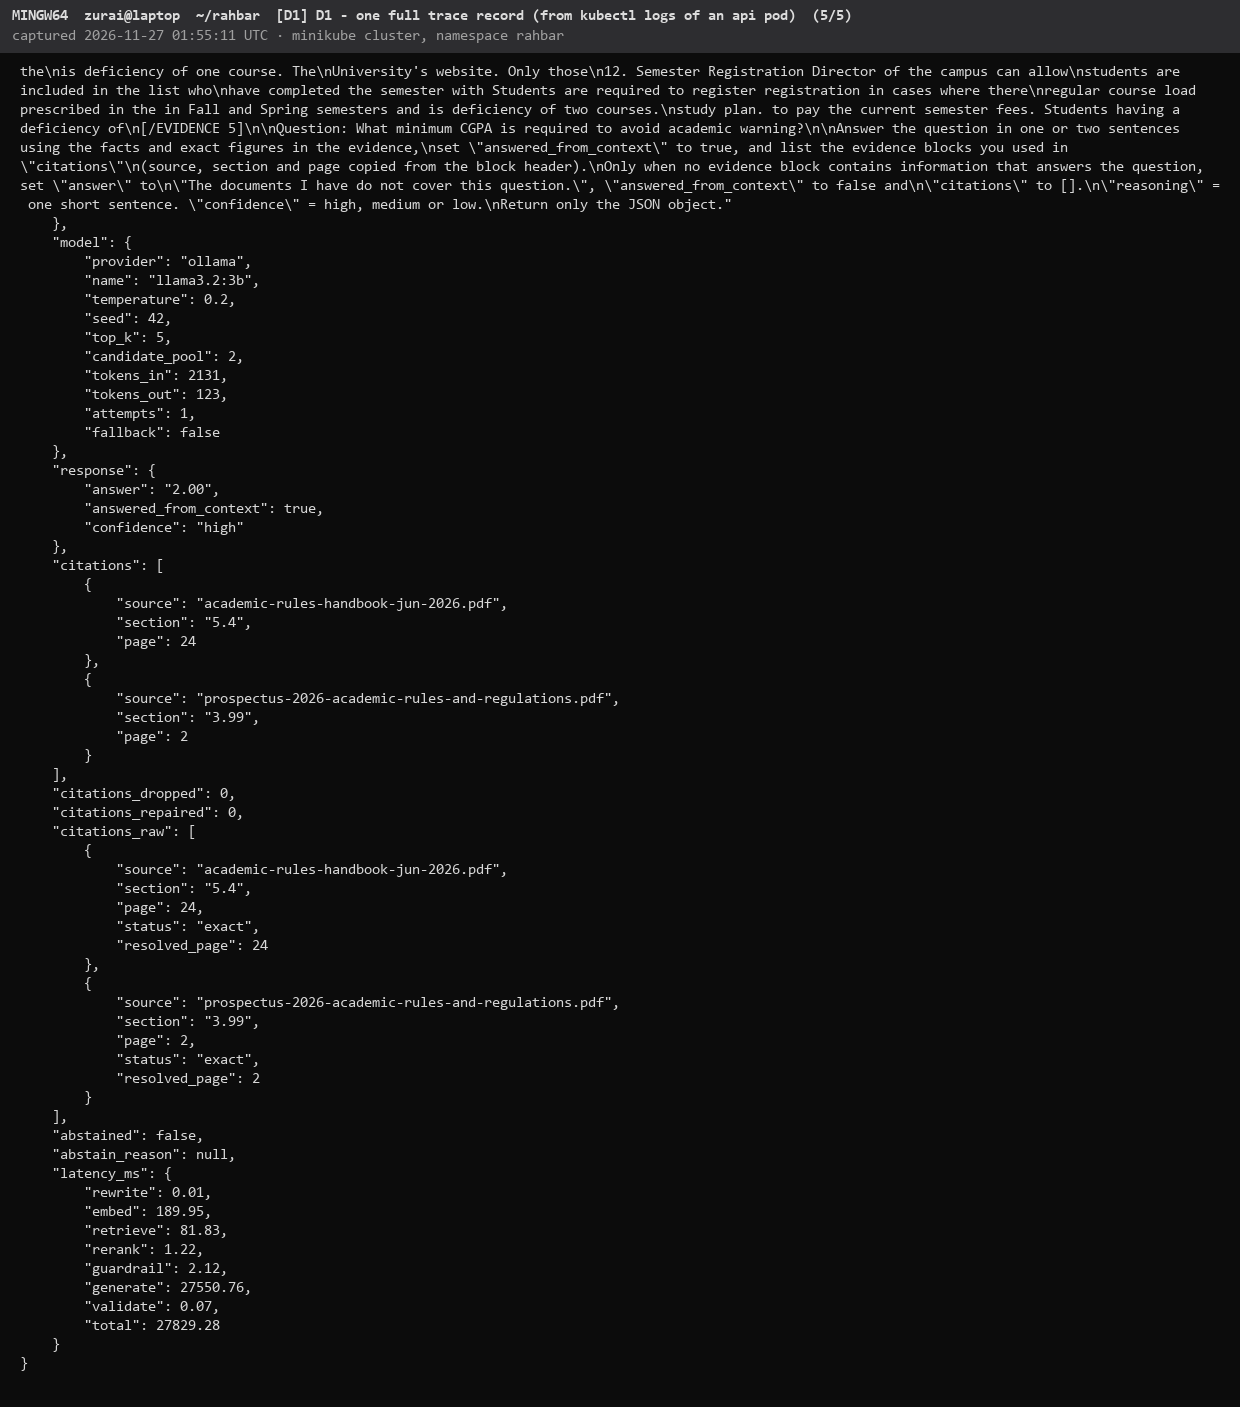 MINGW64  zurai@laptop  ~/rahbar  [D1] D1 - one full trace record (from kubectl logs of an api pod)  (5/5)
captured 2026-11-27 01:55:11 UTC · minikube cluster, namespace rahbar
the\nis deficiency of one course. The\nUniversity's website. Only those\n12. Semester Registration Director of the campus can allow\nstudents are
included in the list who\nhave completed the semester with Students are required to register registration in cases where there\nregular course load
prescribed in the in Fall and Spring semesters and is deficiency of two courses.\nstudy plan. to pay the current semester fees. Students having a
deficiency of\n[/EVIDENCE 5]\n\nQuestion: What minimum CGPA is required to avoid academic warning?\n\nAnswer the question in one or two sentences
using the facts and exact figures in the evidence,\nset \"answered_from_context\" to true, and list the evidence blocks you used in
\"citations\"\n(source, section and page copied from the block header).\nOnly when no evidence block contains information that answers the question,
set \"answer\" to\n\"The documents I have do not cover this question.\", \"answered_from_context\" to false and\n\"citations\" to [].\n\"reasoning\" =
 one short sentence. \"confidence\" = high, medium or low.\nReturn only the JSON object."
    },
    "model": {
        "provider": "ollama",
        "name": "llama3.2:3b",
        "temperature": 0.2,
        "seed": 42,
        "top_k": 5,
        "candidate_pool": 2,
        "tokens_in": 2131,
        "tokens_out": 123,
        "attempts": 1,
        "fallback": false
    },
    "response": {
        "answer": "2.00",
        "answered_from_context": true,
        "confidence": "high"
    },
    "citations": [
        {
            "source": "academic-rules-handbook-jun-2026.pdf",
            "section": "5.4",
            "page": 24
        },
        {
            "source": "prospectus-2026-academic-rules-and-regulations.pdf",
            "section": "3.99",
            "page": 2
        }
    ],
    "citations_dropped": 0,
    "citations_repaired": 0,
    "citations_raw": [
        {
            "source": "academic-rules-handbook-jun-2026.pdf",
            "section": "5.4",
            "page": 24,
            "status": "exact",
            "resolved_page": 24
        },
        {
            "source": "prospectus-2026-academic-rules-and-regulations.pdf",
            "section": "3.99",
            "page": 2,
            "status": "exact",
            "resolved_page": 2
        }
    ],
    "abstained": false,
    "abstain_reason": null,
    "latency_ms": {
        "rewrite": 0.01,
        "embed": 189.95,
        "retrieve": 81.83,
        "rerank": 1.22,
        "guardrail": 2.12,
        "generate": 27550.76,
        "validate": 0.07,
        "total": 27829.28
    }
}